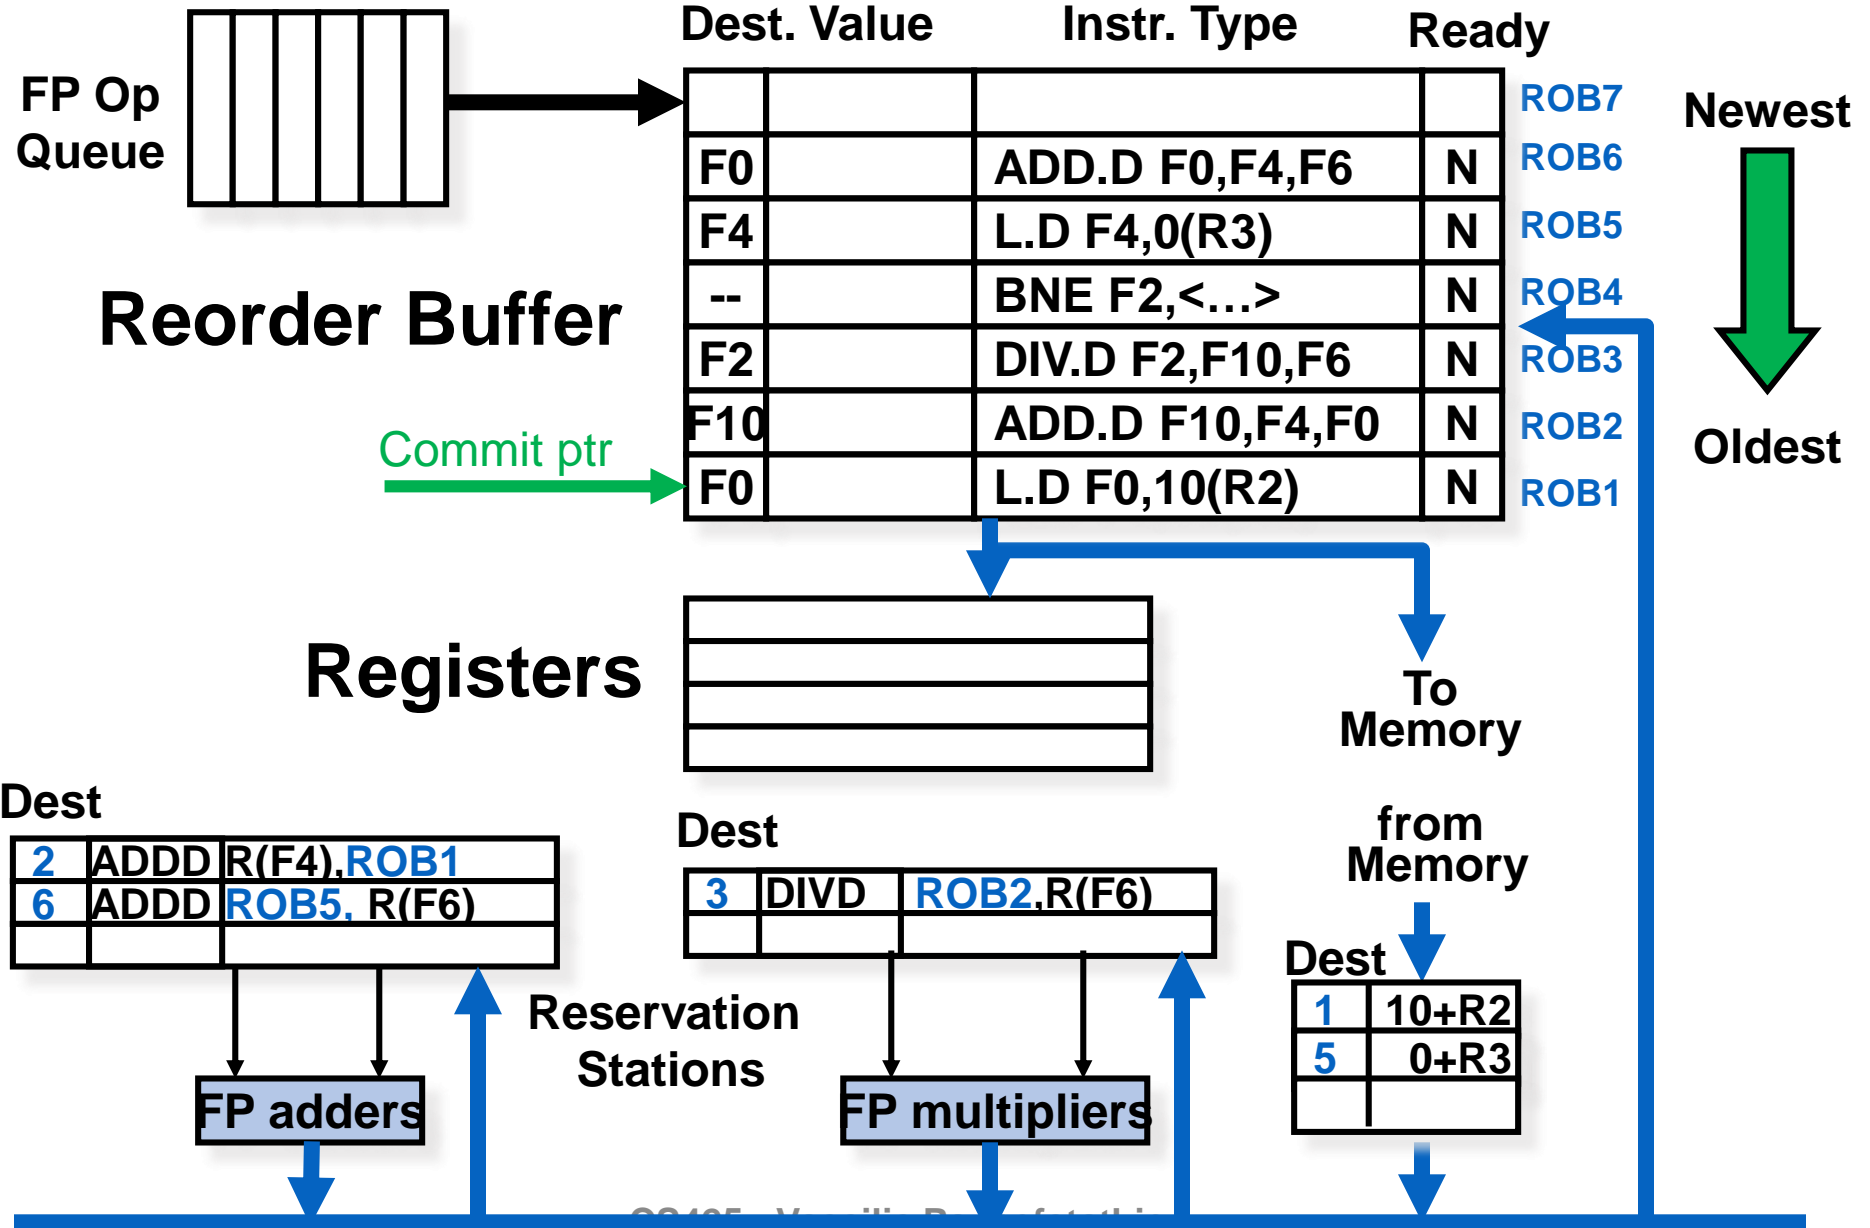 Dest. Value Instr. Type Ready
FP Op
Queue
ROB7
F0 ADD.D F0,F4,F6 N ROB6
F4 L.D F4,0(R3) N ROB5
-- BNE F2,<…> N ROB4
F2 DIV.D F2,F10,F6 N ROB3
F10 ADD.D F10,F4,F0 N ROB2
F0 L.D F0,10(R2) N ROB1
Newest
Oldest
Reorder Buffer
Commit ptr
Registers
To
Memory
from
Memory
Dest
2 ADDD R(F4),ROB1
6 ADDD ROB5, R(F6)
Dest
3 DIVD ROB2,R(F6)
Dest
1 10+R2
5 0+R3
Reservation
Stations
FP adders
FP multipliers